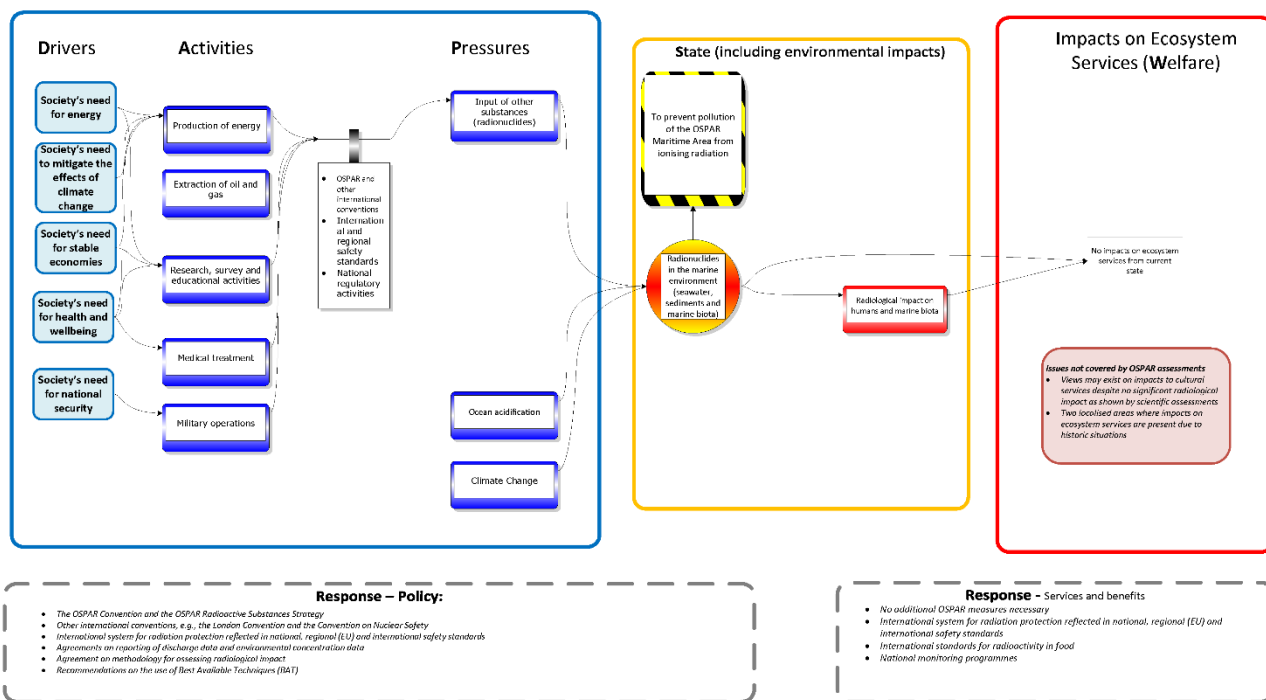 Drivers
Society's need
for energy
Society's need
to mitigate the
effects of
climate
change
Society's need
for stable
economies
Society's need
for health and
wellbeing
Society's need
for national
security
Activities
Production of energy
Extraction of oil and
gas
Research, survey and
educational activities
Medical treatment
Military operations
• OSPAR and
other
international
conventions
• Internation
al and
regional
safety
standards
• National
regulatory
activities
Pressures
Input of other
substances
(radionuclides)
Ocean acidification
Climate Change
State (including environmental impacts)
To prevent pollution
of the OSPAR
Maritime Area from
ionising radiation
Radionuclides
in the marine
environment
(seawater,
sediments and
marine biota)
Radiological impact on
humans and marine biota
Impacts on Ecosystem
Services (Welfare)
No impacts on ecosystem
services from current
state
Issues not covered by OSPAR assessments
• Views may exist on impacts to cultural
services despite no significant radiological
impact as shown by scientific assessments
• Two localised areas where impacts on
ecosystem services are present due to
historic situations
Response – Policy:
• The OSPAR Convention and the OSPAR Radioactive Substances Strategy
• Other international conventions, e.g., the London Convention and the Convention on Nuclear Safety
• International system for radiation protection reflected in national, regional (EU) and international safety standards
• Agreements on reporting of discharge data and environmental concentration data
• Agreement on methodology for assessing radiological impact
• Recommendations on the use of Best Available Techniques (BAT)
Response - Services and benefits
• No additional OSPAR measures necessary
• International system for radiation protection reflected in national, regional (EU) and
international safety standards
• International standards for radioactivity in food
• National monitoring programmes